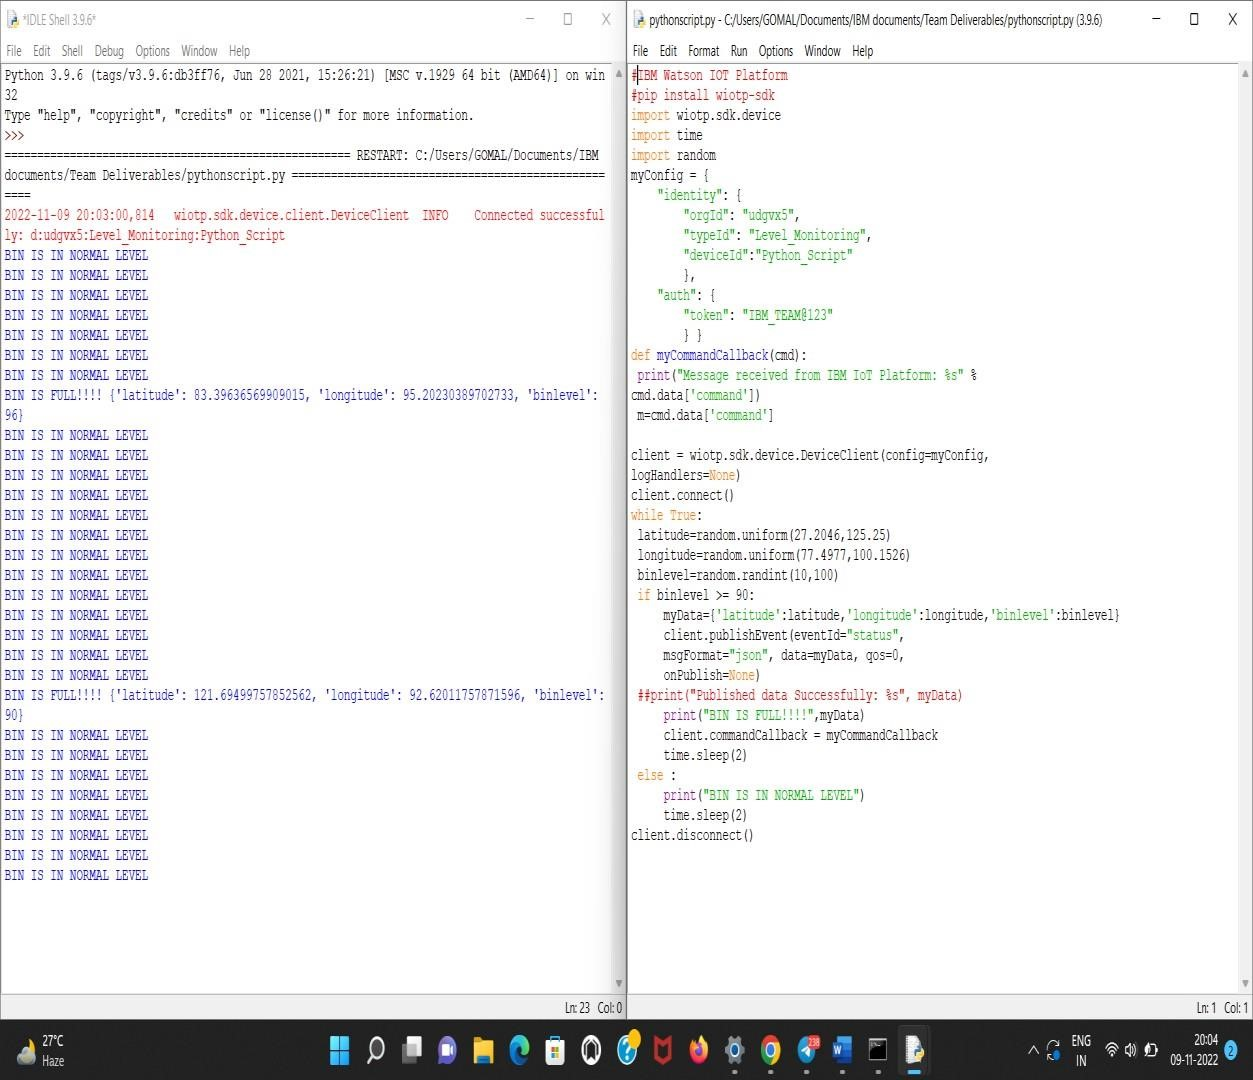 *IDLE Shell 3.9.6*
File Edit Shell Debug Options Window Help
Python 3.9.6 (tags/v3.9.6:db3ff76, Jun 28 2021, 15:26:21) [MSC v.1929 64 bit (AMD64)] on win
32
Type "help", "copyright", "credits" or "license()" for more information.
>>>
===================================================== RESTART: C:/Users/GOMAL/Documents/IBM
documents/Team Deliverables/pythonscript.py ================================================
====
2022-11-09 20:03:00,814   wiotp.sdk.device.client.DeviceClient  INFO    Connected successful
ly: d:udgvx5:Level_Monitoring:Python_Script
BIN IS IN NORMAL LEVEL
BIN IS IN NORMAL LEVEL
BIN IS IN NORMAL LEVEL
BIN IS IN NORMAL LEVEL
BIN IS IN NORMAL LEVEL
BIN IS IN NORMAL LEVEL
BIN IS IN NORMAL LEVEL
BIN IS FULL!!!! {'latitude': 83.39636569909015, 'longitude': 95.20230389702733, 'binlevel':
96}
BIN IS IN NORMAL LEVEL
BIN IS IN NORMAL LEVEL
BIN IS IN NORMAL LEVEL
BIN IS IN NORMAL LEVEL
BIN IS IN NORMAL LEVEL
BIN IS IN NORMAL LEVEL
BIN IS IN NORMAL LEVEL
BIN IS IN NORMAL LEVEL
BIN IS IN NORMAL LEVEL
BIN IS IN NORMAL LEVEL
BIN IS IN NORMAL LEVEL
BIN IS IN NORMAL LEVEL
BIN IS IN NORMAL LEVEL
BIN IS FULL!!!! {'latitude': 121.69499757852562, 'longitude': 92.62011757871596, 'binlevel':
90}
BIN IS IN NORMAL LEVEL
BIN IS IN NORMAL LEVEL
BIN IS IN NORMAL LEVEL
BIN IS IN NORMAL LEVEL
BIN IS IN NORMAL LEVEL
BIN IS IN NORMAL LEVEL
BIN IS IN NORMAL LEVEL
BIN IS IN NORMAL LEVEL
Ln: 23 Col: 0
pythonscript.py - C:/Users/GOMAL/Documents/IBM documents/Team Deliverables/pythonscript.py (3.9.6)
File Edit Format Run Options Window Help
#IBM Watson IOT Platform
#pip install wiotp-sdk
import wiotp.sdk.device
import time
import random
myConfig = {
    "identity": {
        "orgId": "udgvx5",
        "typeId": "Level_Monitoring",
        "deviceId":"Python_Script"
        },
    "auth": {
        "token": "IBM_TEAM@123"
        } }
def myCommandCallback(cmd):
 print("Message received from IBM IoT Platform: %s" %
cmd.data['command'])
 m=cmd.data['command']
client = wiotp.sdk.device.DeviceClient(config=myConfig,
logHandlers=None)
client.connect()
while True:
 latitude=random.uniform(27.2046,125.25)
 longitude=random.uniform(77.4977,100.1526)
 binlevel=random.randint(10,100)
 if binlevel >= 90:
     myData={'latitude':latitude,'longitude':longitude,'binlevel':binlevel}
     client.publishEvent(eventId="status",
     msgFormat="json", data=myData, qos=0,
     onPublish=None)
 ##print("Published data Successfully: %s", myData)
     print("BIN IS FULL!!!!",myData)
     client.commandCallback = myCommandCallback
     time.sleep(2)
 else :
     print("BIN IS IN NORMAL LEVEL")
     time.sleep(2)
client.disconnect()
Ln: 1 Col: 1
27°C
Haze
238
ENG
IN
20:04
09-11-2022
2